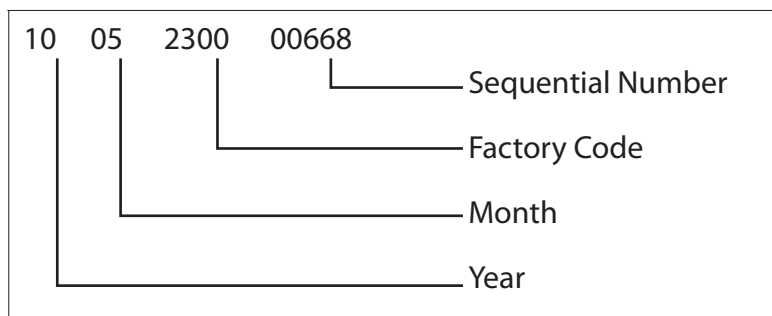 10 05 2300 00668
Sequential Number
Factory Code
Month
Year